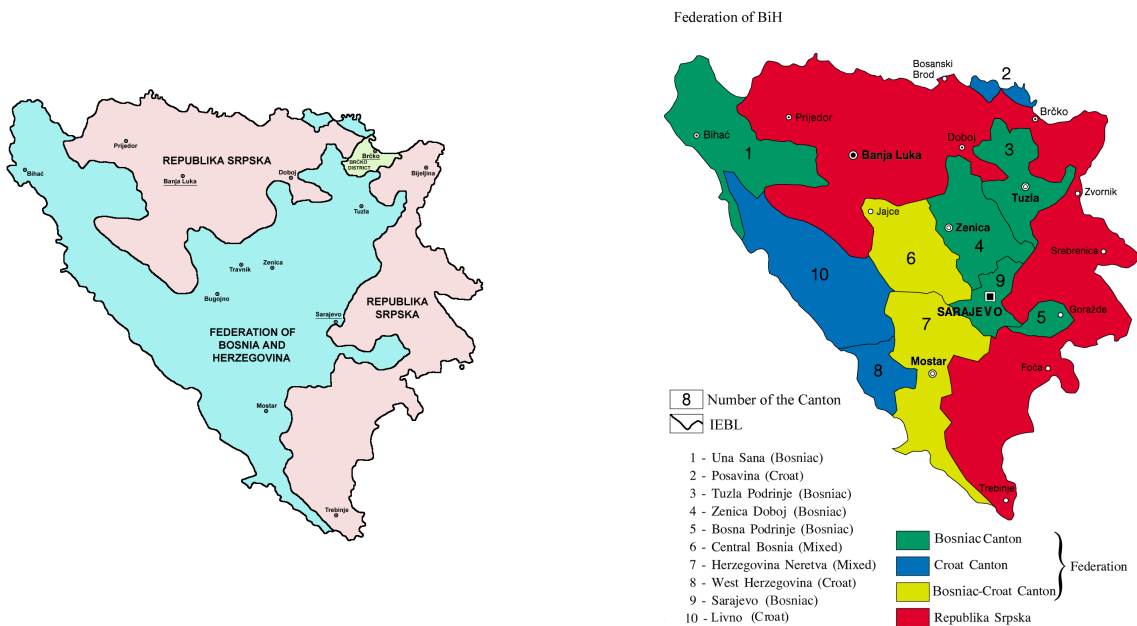 Prijedor
REPUBLIKA SRPSKA
Banja Luka
Bihać
Doboj
Brčko
BRČKO
DISTRICT
Bijeljina
Tuzla
Travnik
Zenica
Bugojno
Sarajevo
REPUBLIKA
SRPSKA
FEDERATION OF
BOSNIA AND
HERZEGOVINA
Mostar
Trebinje
Federation of BiH
Bosanski
Brod
2
Brčko
Prijedor
Bihać
1
Banja Luka
Doboj
3
Tuzla
Zvornik
Jajce
Zenica
4
Srebrenica
6
10
9
SARAJEVO
Goražde
5
7
Mostar
8
Foča
Trebinje
8 Number of the Canton
IEBL
1 - Una Sana (Bosniac)
2 - Posavina (Croat)
3 - Tuzla Podrinje (Bosniac)
4 - Zenica Doboj (Bosniac)
5 - Bosna Podrinje (Bosniac)
6 - Central Bosnia (Mixed)
7 - Herzegovina Neretva (Mixed)
8 - West Herzegovina (Croat)
9 - Sarajevo (Bosniac)
10 - Livno (Croat)
Bosniac Canton
Croat Canton
Bosniac-Croat Canton
Federation
Republika Srpska